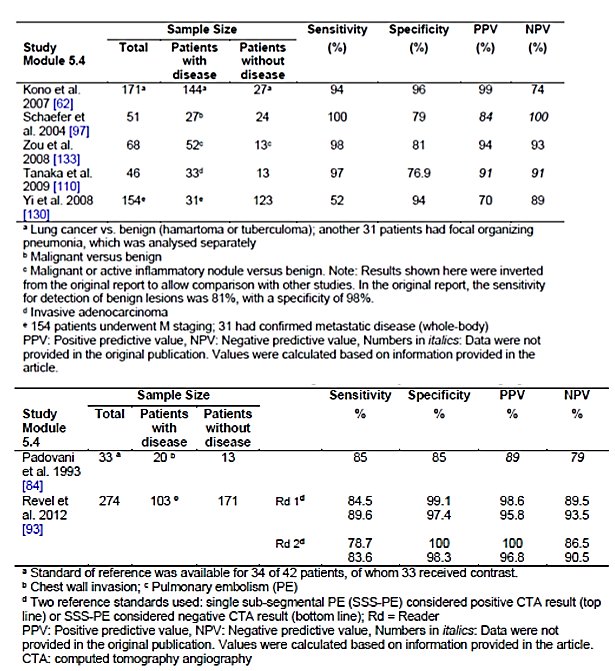 Sample Size Sensitivity Specificity PPV NPV
Study Total Patients Patients (%) (%) (%) (%)
Module 5.4 with without
disease disease
Kono et al. 171ᵃ 144ᵃ 27ᵃ 94 96 99 74
2007 [62]
Schaefer et 51 27ᵇ 24 100 79 84 100
al. 2004 [97]
Zou et al. 68 52ᶜ 13ᶜ 98 81 94 93
2008 [133]
Tanaka et al. 46 33ᵈ 13 97 76.9 91 91
2009 [110]
Yi et al. 2008 154ᵉ 31ᵉ 123 52 94 70 89
[130]
ᵃ Lung cancer vs. benign (hamartoma or tuberculoma); another 31 patients had focal organizing
pneumonia, which was analysed separately
ᵇ Malignant versus benign
ᶜ Malignant or active inflammatory nodule versus benign. Note: Results shown here were inverted
from the original report to allow comparison with other studies. In the original report, the sensitivity
for detection of benign lesions was 81%, with a specificity of 98%.
ᵈ Invasive adenocarcinoma
ᵉ 154 patients underwent M staging; 31 had confirmed metastatic disease (whole-body)
PPV: Positive predictive value, NPV: Negative predictive value, Numbers in italics: Data were not
provided in the original publication. Values were calculated based on information provided in the
article.
Sample Size Sensitivity Specificity PPV NPV
Study Total Patients Patients % % % %
Module with without
5.4 disease disease
Padovani 33 ᵃ 20 ᵇ 13 85 85 89 79
et al. 1993
[84]
Revel et 274 103 ᶜ 171 Rd 1ᵈ 84.5 99.1 98.6 89.5
al. 2012 89.6 97.4 95.8 93.5
[93]
Rd 2ᵈ 78.7 100 100 86.5
83.6 98.3 96.8 90.5
ᵃ Standard of reference was available for 34 of 42 patients, of whom 33 received contrast.
ᵇ Chest wall invasion; ᶜ Pulmonary embolism (PE)
ᵈ Two reference standards used: single sub-segmental PE (SSS-PE) considered positive CTA result (top
line) or SSS-PE considered negative CTA result (bottom line); Rd = Reader
PPV: Positive predictive value, NPV: Negative predictive value, Numbers in italics: Data were not
provided in the original publication. Values were calculated based on information provided in the article.
CTA: computed tomography angiography